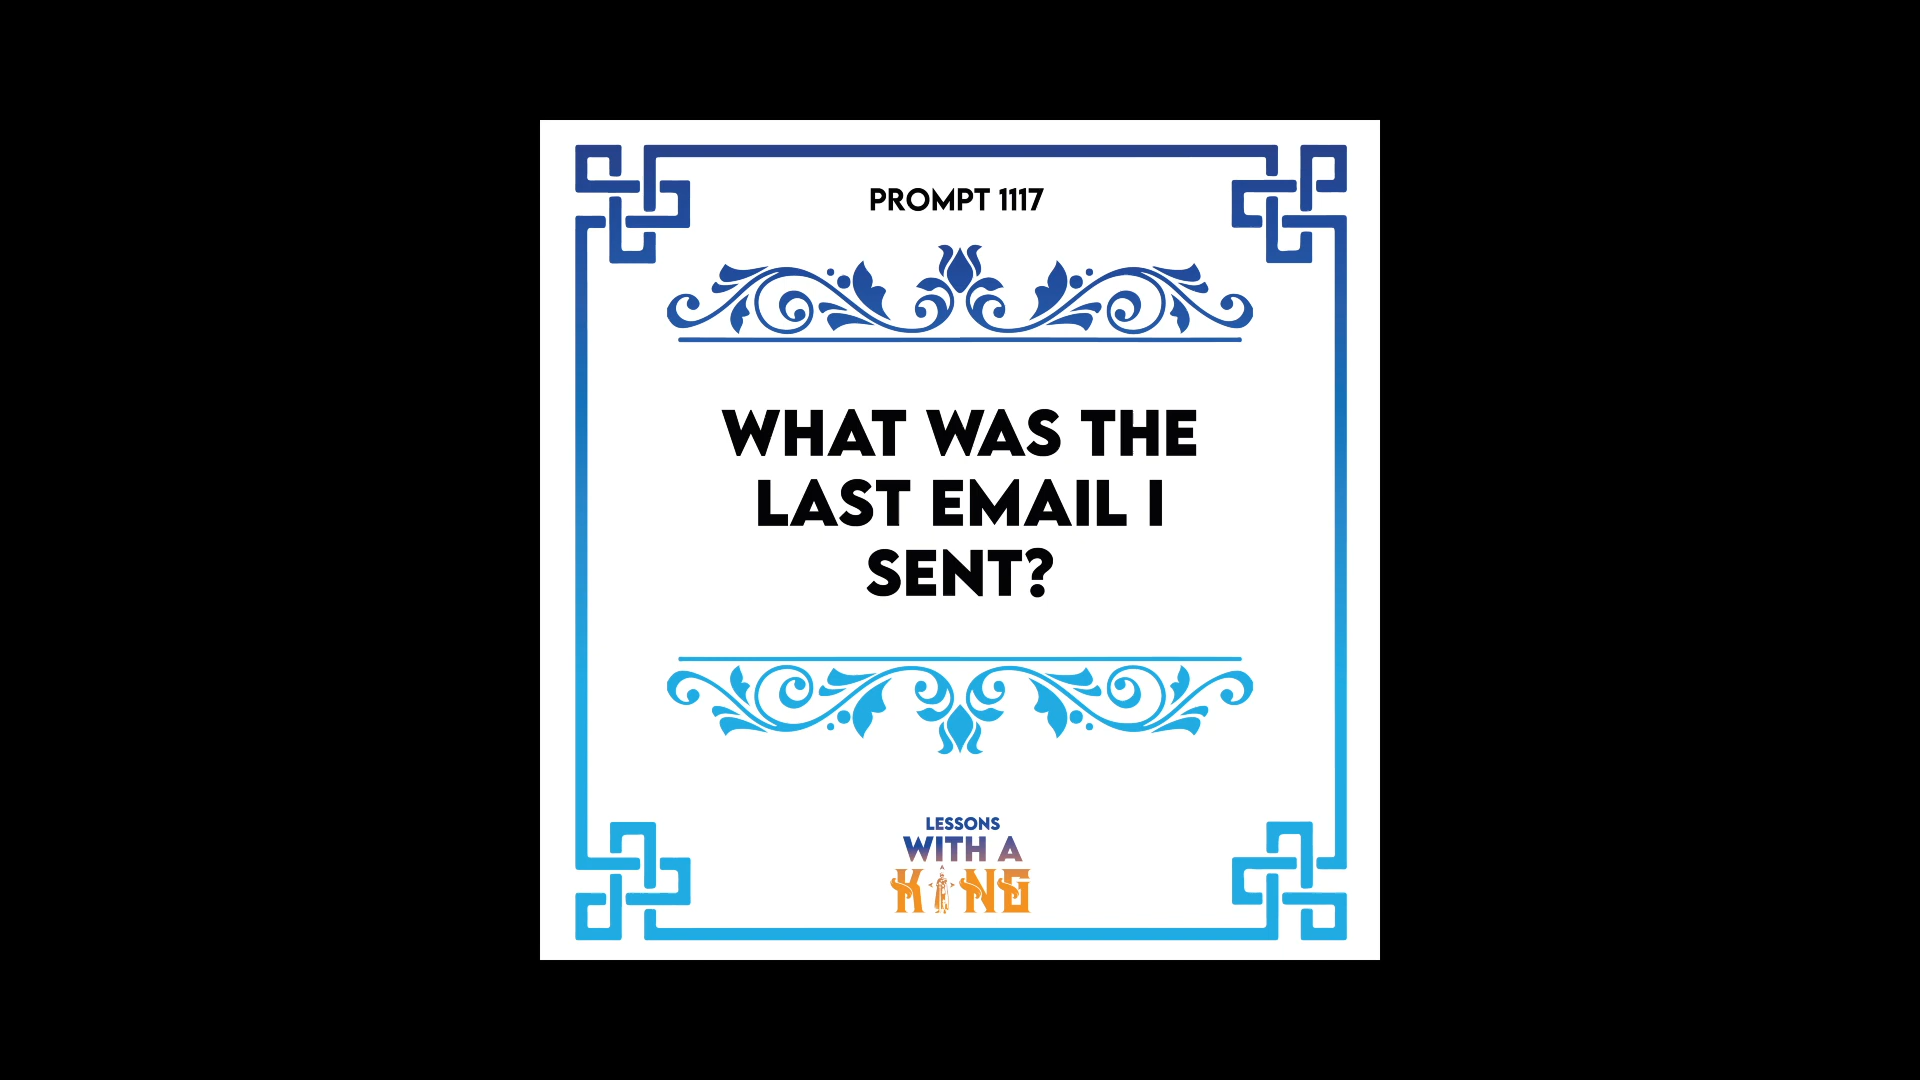 PROMPT 1117
WHAT WAS THE
LAST EMAIL I
SENT?
LESSONS
WITH A
KING